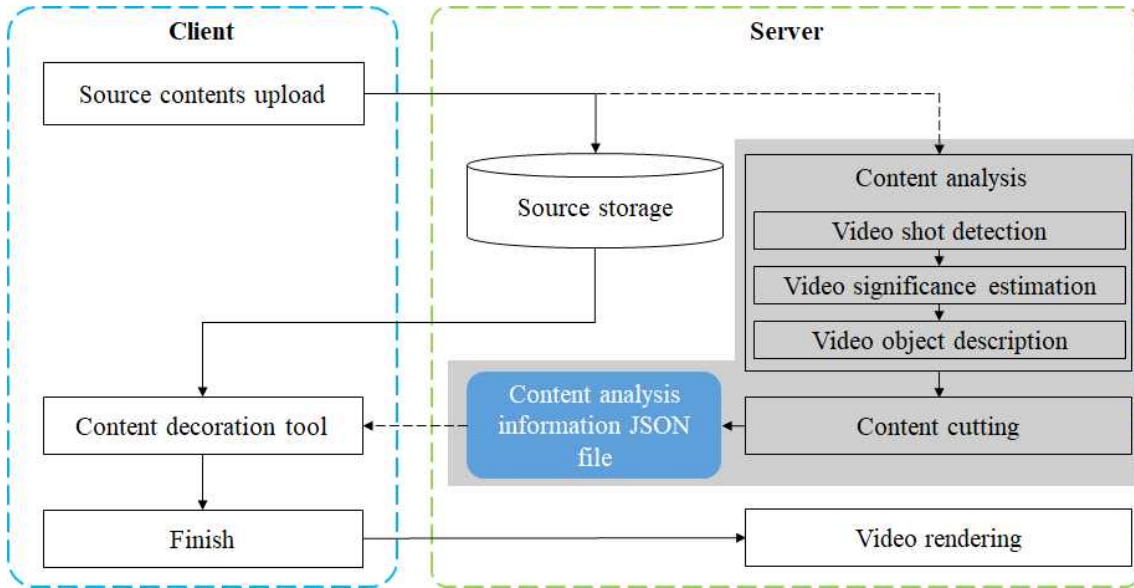 Client
Server
Source contents upload
Source storage
Content analysis
Video shot detection
Video significance estimation
Video object description
Content decoration tool
Content analysis
information JSON
file
Content cutting
Finish
Video rendering